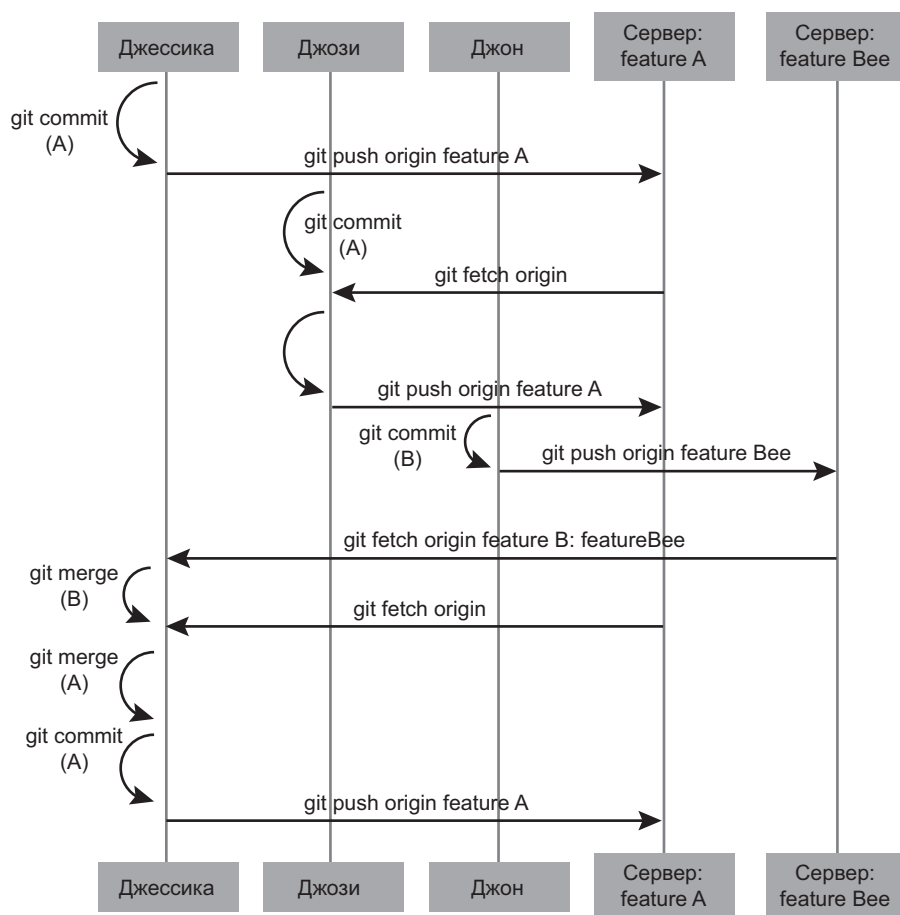 Джессика
Джози
Джон
Сервер:
feature A
Сервер:
feature Bee
git commit
(A)
git push origin feature A
git commit
(A)
git fetch origin
git push origin feature A
git commit
(B)
git push origin feature Bee
git fetch origin feature B: featureBee
git merge
(B)
git fetch origin
git merge
(A)
git commit
(A)
git push origin feature A
Джессика
Джози
Джон
Сервер:
feature A
Сервер:
feature Bee